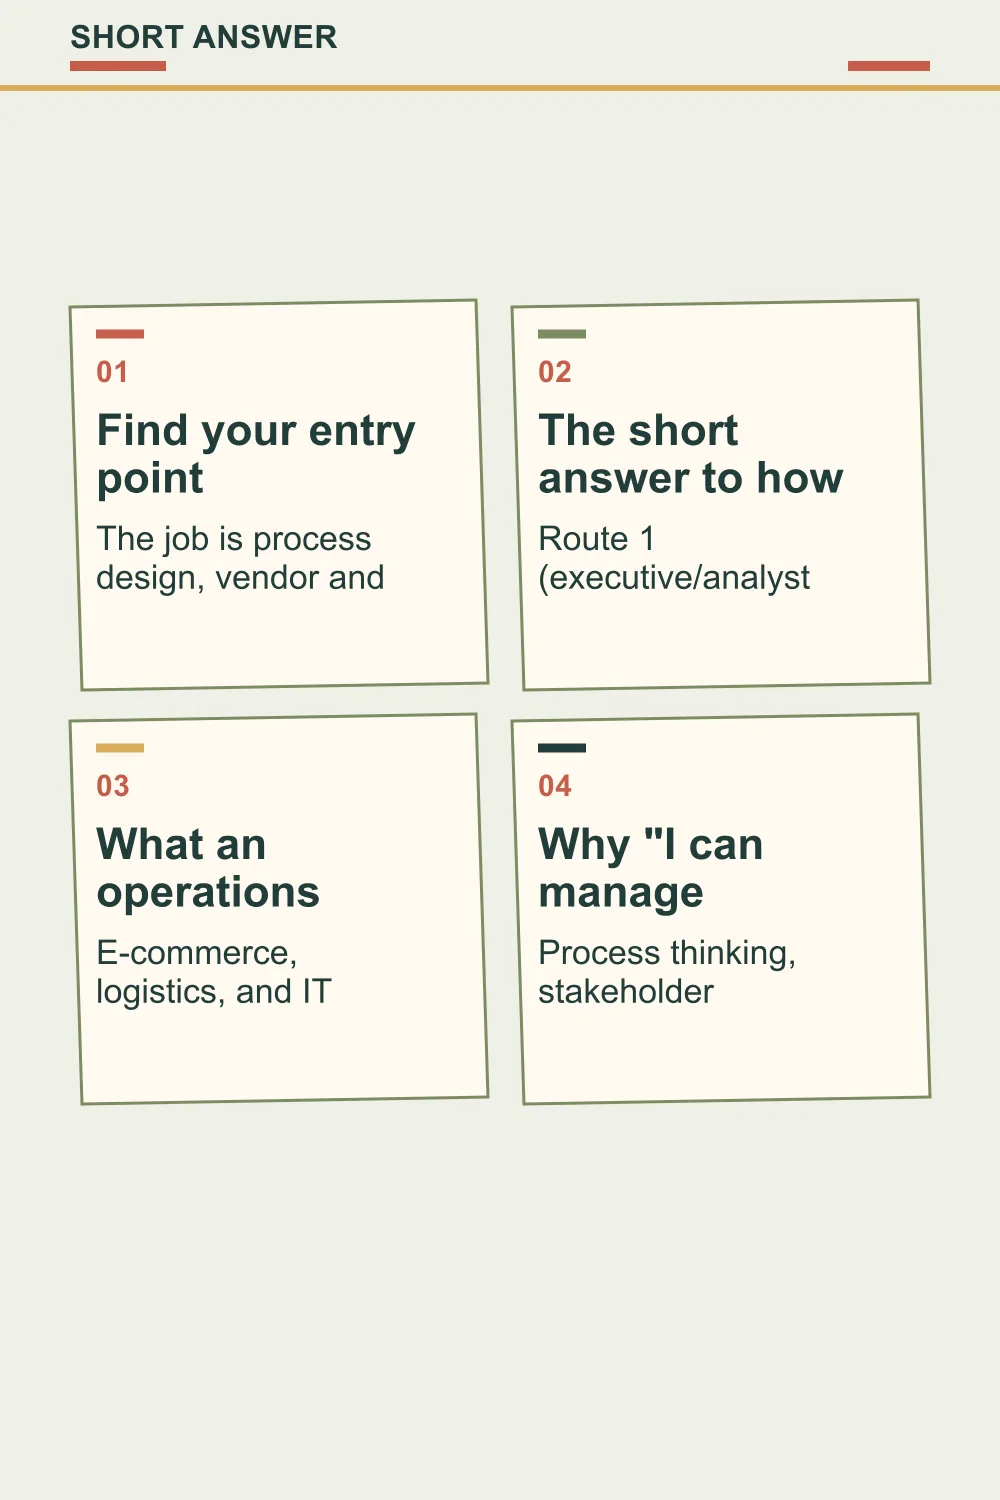 SHORT ANSWER
01
Find your entry
point
The job is process
design, vendor and
02
The short
answer to how
Route 1
(executive/analyst
03
What an
operations
E-commerce,
logistics, and IT
04
Why "I can
manage
Process thinking,
stakeholder